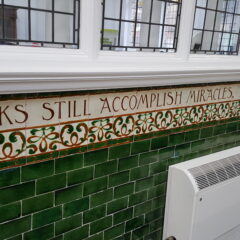 KS STILL ACCOMPLISH MIRACLES.